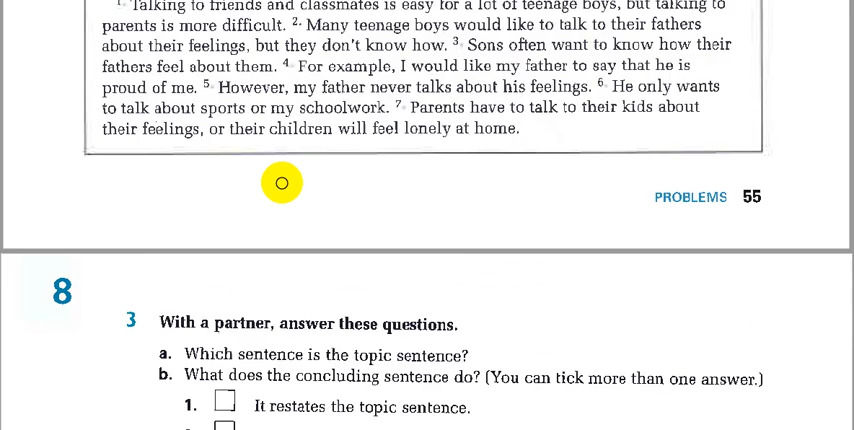 1. Talking to friends and classmates is easy for a lot of teenage boys, but talking to
parents is more difficult. 2. Many teenage boys would like to talk to their fathers
about their feelings, but they don't know how. 3. Sons often want to know how their
fathers feel about them. 4. For example, I would like my father to say that he is
proud of me. 5. However, my father never talks about his feelings. 6. He only wants
to talk about sports or my schoolwork. 7. Parents have to talk to their kids about
their feelings, or their children will feel lonely at home.
PROBLEMS 55
8
3 With a partner, answer these questions.
a. Which sentence is the topic sentence?
b. What does the concluding sentence do? (You can tick more than one answer.)
1. It restates the topic sentence.